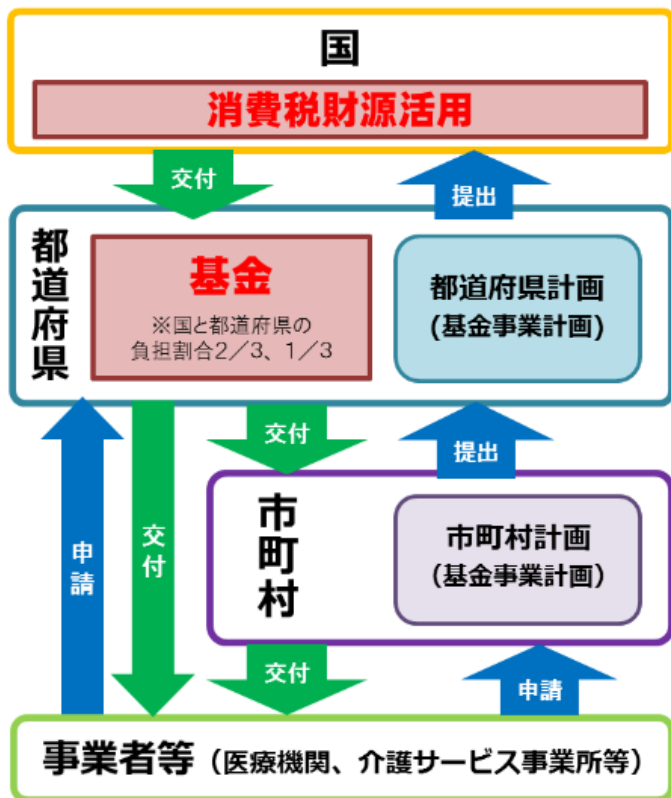 国
消費税財源活用
交付
提出
都道府県
基金
※国と都道府県の
負担割合2／3、1／3
都道府県計画
(基金事業計画)
交付
提出
申請
交付
市町村
市町村計画
(基金事業計画)
交付
申請
事業者等（医療機関、介護サービス事業所等）